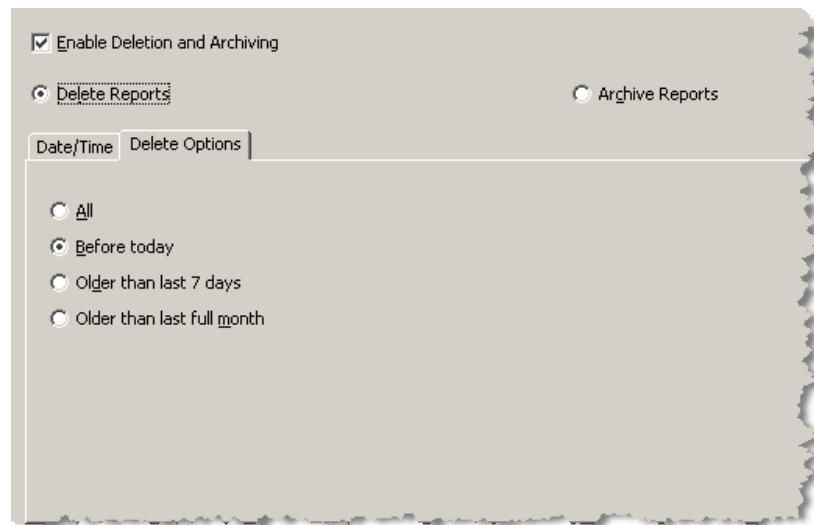 Enable Deletion and Archiving
Delete Reports
Archive Reports
Date/Time
Delete Options
All
Before today
Older than last 7 days
Older than last full month